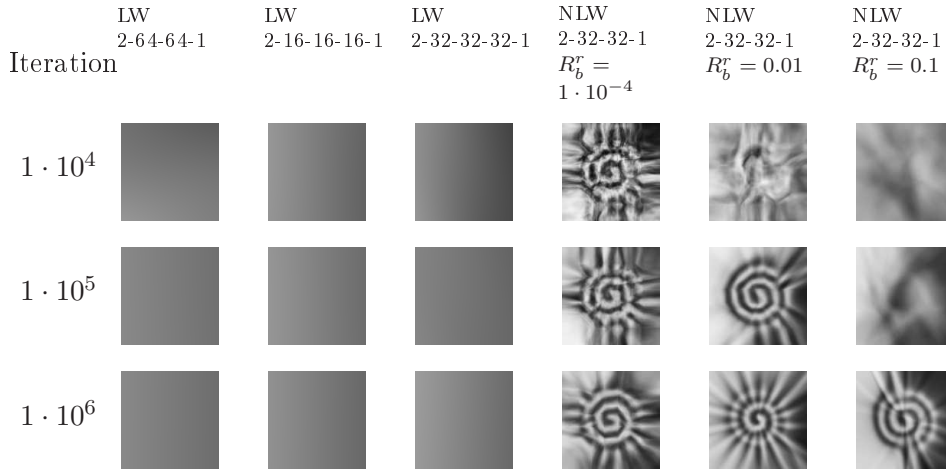 LW
2-64-64-1
LW
2-16-16-16-1
LW
2-32-32-32-1
NLW
2-32-32-1
R_b^r =
1 · 10^{-4}
NLW
2-32-32-1
R_b^r = 0.01
NLW
2-32-32-1
R_b^r = 0.1
Iteration
1 · 10^4
1 · 10^5
1 · 10^6